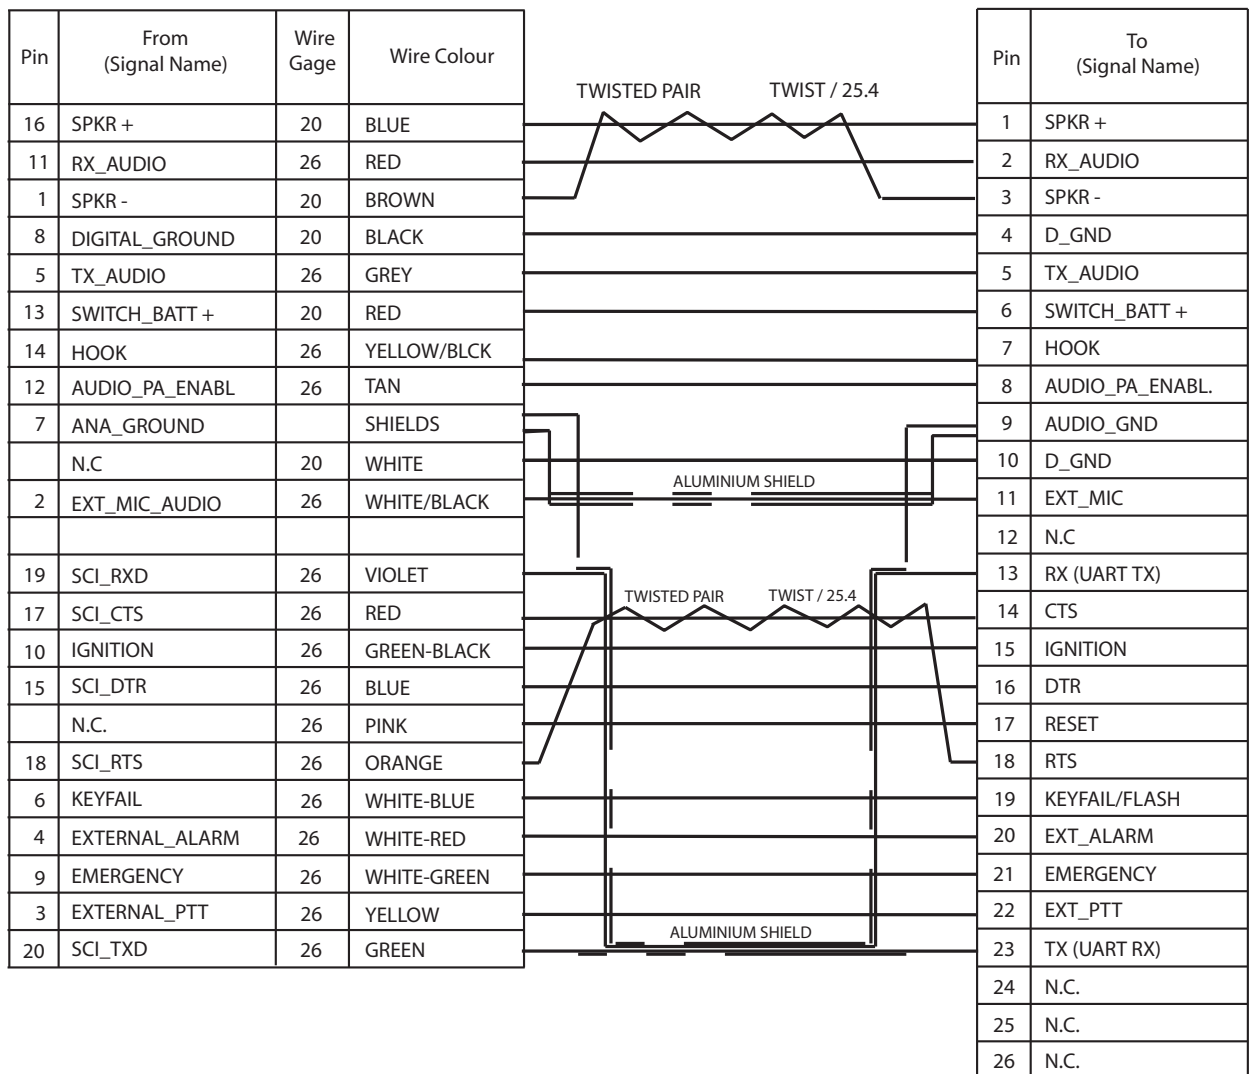 Pin From (Signal Name) Wire Gage Wire Colour Pin To (Signal Name)
TWISTED PAIR TWIST / 25.4
16 SPKR + 20 BLUE 1 SPKR +
11 RX_AUDIO 26 RED 2 RX_AUDIO
1 SPKR - 20 BROWN 3 SPKR -
8 DIGITAL_GROUND 20 BLACK 4 D_GND
5 TX_AUDIO 26 GREY 5 TX_AUDIO
13 SWITCH_BATT + 20 RED 6 SWITCH_BATT +
14 HOOK 26 YELLOW/BLCK 7 HOOK
12 AUDIO_PA_ENABL 26 TAN 8 AUDIO_PA_ENABL.
7 ANA_GROUND SHIELDS 9 AUDIO_GND
N.C 20 WHITE 10 D_GND
ALUMINIUM SHIELD
2 EXT_MIC_AUDIO 26 WHITE/BLACK 11 EXT_MIC
12 N.C
19 SCI_RXD 26 VIOLET 13 RX (UART TX)
TWISTED PAIR TWIST / 25.4
17 SCI_CTS 26 RED 14 CTS
10 IGNITION 26 GREEN-BLACK 15 IGNITION
15 SCI_DTR 26 BLUE 16 DTR
N.C. 26 PINK 17 RESET
18 SCI_RTS 26 ORANGE 18 RTS
6 KEYFAIL 26 WHITE-BLUE 19 KEYFAIL/FLASH
4 EXTERNAL_ALARM 26 WHITE-RED 20 EXT_ALARM
9 EMERGENCY 26 WHITE-GREEN 21 EMERGENCY
3 EXTERNAL_PTT 26 YELLOW 22 EXT_PTT
ALUMINIUM SHIELD
20 SCI_TXD 26 GREEN 23 TX (UART RX)
24 N.C.
25 N.C.
26 N.C.